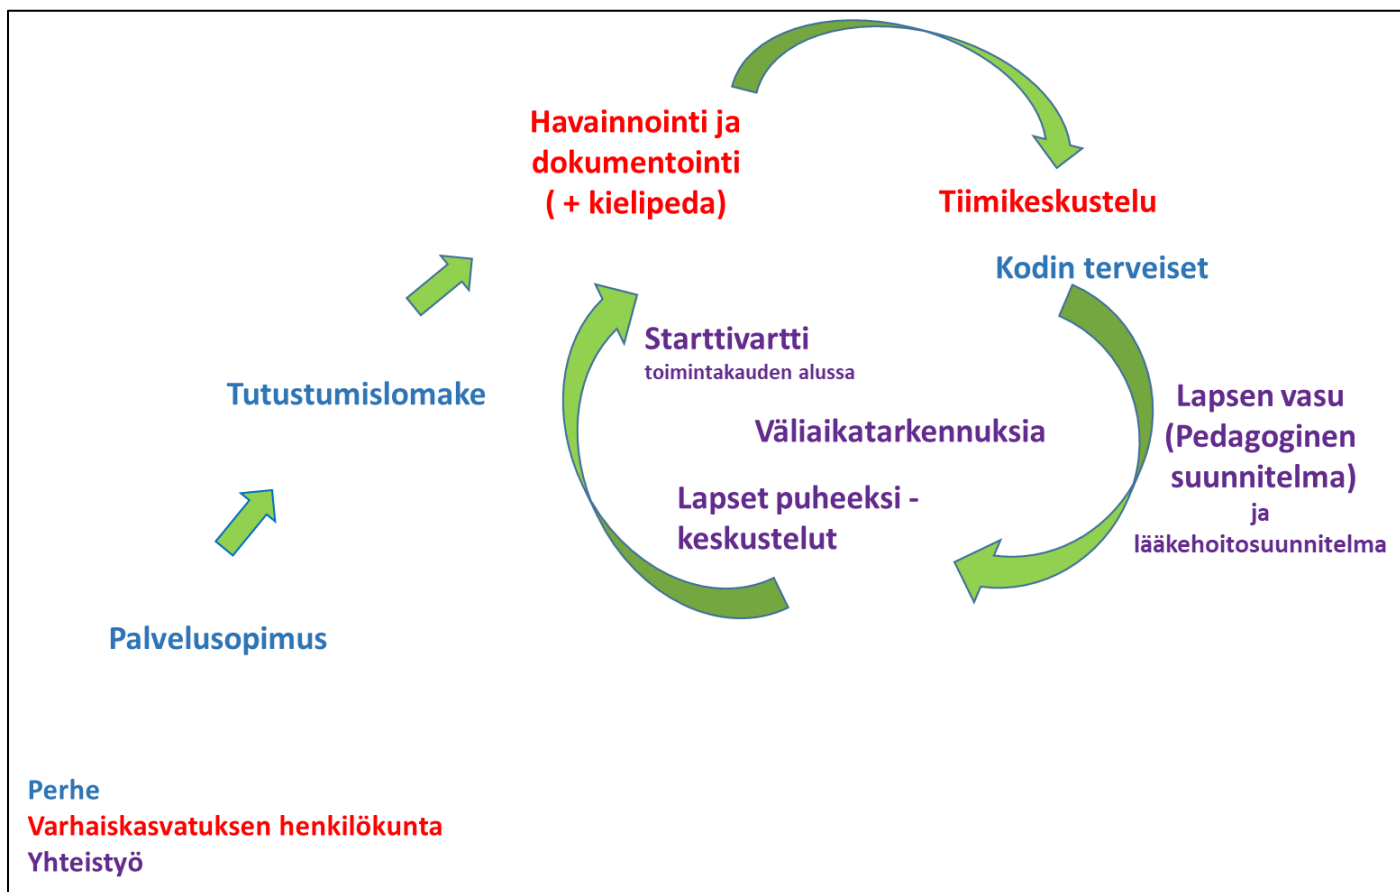 Havainnointi ja
dokumentointi
( + kielipeda)
Tiimikeskustelu
Kodin terveiset
Starttivartti
toimintakauden alussa
Tutustumislomake
Väliaikatarkennuksia
Lapsen vasu
(Pedagoginen
suunnitelma)
ja
lääkehoitosuunnitelma
Lapset puheeksi -
keskustelut
Palvelusopimus
Perhe
Varhaiskasvatuksen henkilökunta
Yhteistyö